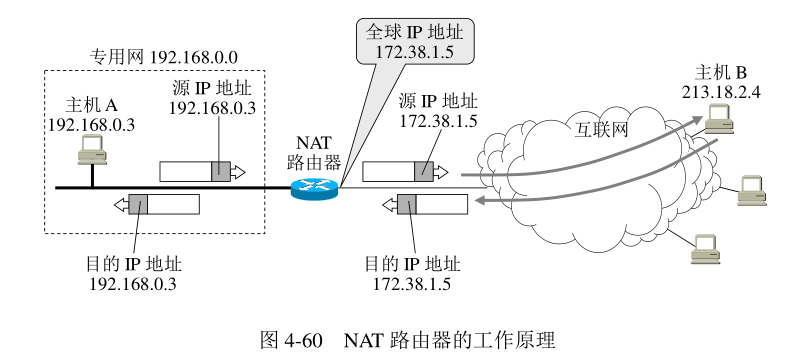 全球 IP 地址
172.38.1.5
专用网 192.168.0.0
主机 A
192.168.0.3
源 IP 地址
192.168.0.3
NAT
路由器
源 IP 地址
172.38.1.5
互联网
主机 B
213.18.2.4
目的 IP 地址
192.168.0.3
目的 IP 地址
172.38.1.5
图 4-60 NAT 路由器的工作原理